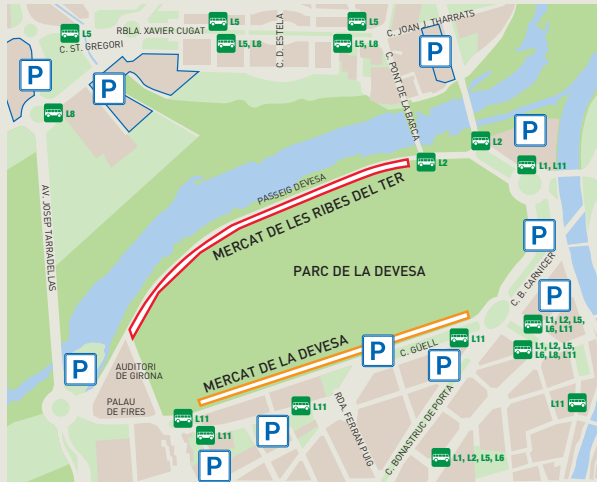 L5
RBLA. XAVIER CUGAT
L5
L5
C. JOAN J. THARRATS
C. ST. GREGORI
L5, L8
C. D. ESTELA
L5, L8
P
P
P
C. PONT DE LA BARCA
L8
P
L2
L2
L1, L11
AV. JOSEP TARRADELLAS
PASSEIG DEVESA
MERCAT DE LES RIBES DEL TER
P
PARC DE LA DEVESA
C. B. CARNICER
P
L1, L2, L5,
L6, L11
MERCAT DE LA DEVESA
P
C. GÜELL
L11
L1, L2, L5,
L6, L8, L11
P
P
AUDITORI
DE GIRONA
PALAU
DE FIRES
L11
L11
L11
L11
RDA. FERRAN PUIG
C. BONASTRUC DE PORTA
P
P
L1, L2, L5, L6